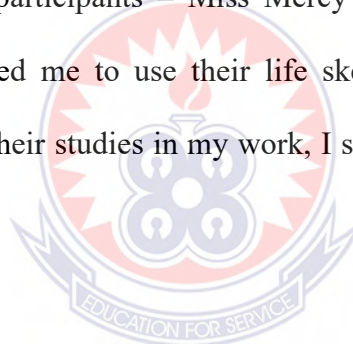 participants – Miss Mercy
ed me to use their life sk
heir studies in my work, I s
EDUCATION FOR SERVICE